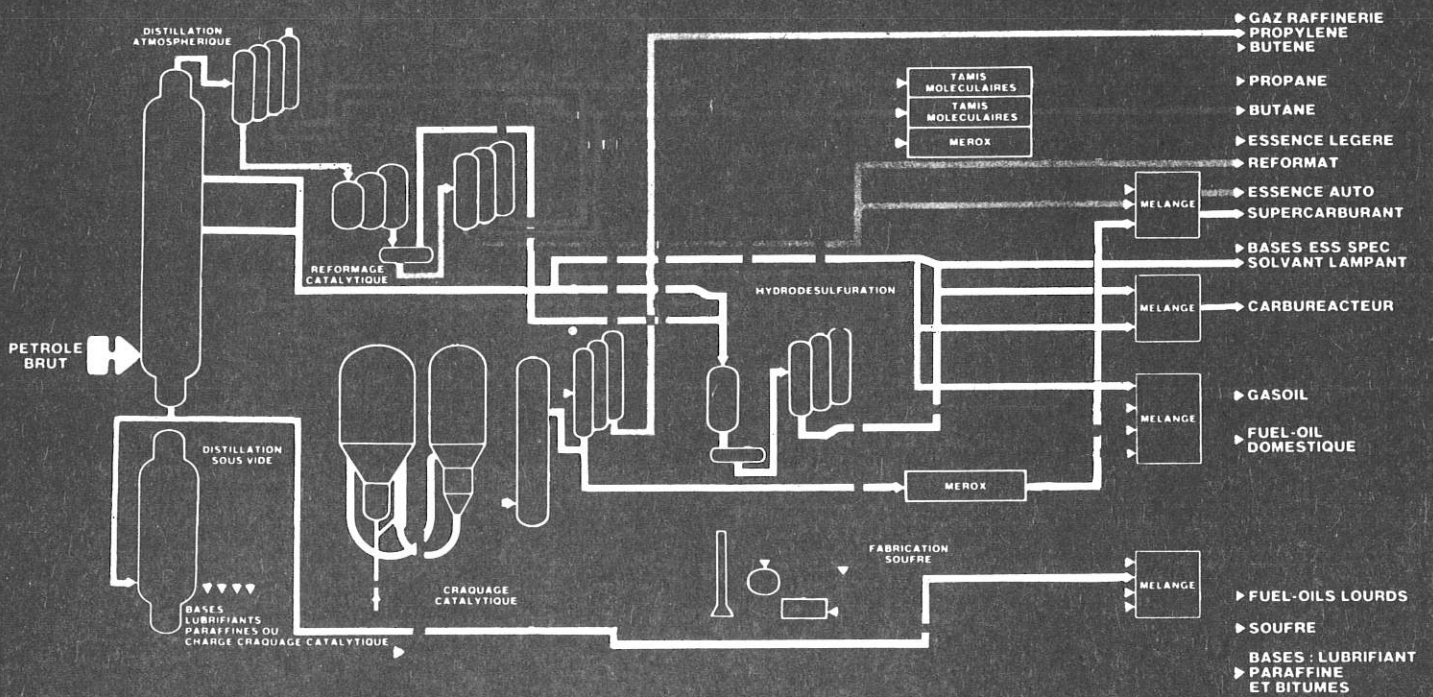 DISTILLATION
ATMOSPHERIQUE
GAZ RAFFINERIE
PROPYLENE
BUTENE
TAMIS
MOLECULAIRES
PROPANE
TAMIS
MOLECULAIRES
BUTANE
MEROX
ESSENCE LEGERE
REFORMAT
MELANGE
ESSENCE AUTO
SUPERCARBURANT
REFORMAGE
CATALYTIQUE
BASES ESS SPEC
SOLVANT LAMPANT
HYDRODESULFURATION
MELANGE
CARBUREACTEUR
PETROLE
BRUT
MELANGE
GASOIL
FUEL-OIL
DOMESTIQUE
DISTILLATION
SOUS VIDE
MEROX
FABRICATION
SOUFRE
CRAQUAGE
CATALYTIQUE
MELANGE
BASES
LUBRIFIANTS
PARAFFINES OU
CHARGE CRAQUAGE CATALYTIQUE
FUEL-OILS LOURDS
SOUFRE
BASES : LUBRIFIANT
PARAFFINE
ET BITUMES